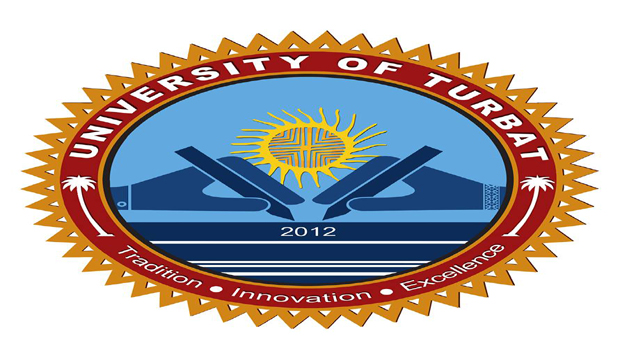 UNIVERSITY OF TURBAT
2012
Tradition • Innovation • Excellence